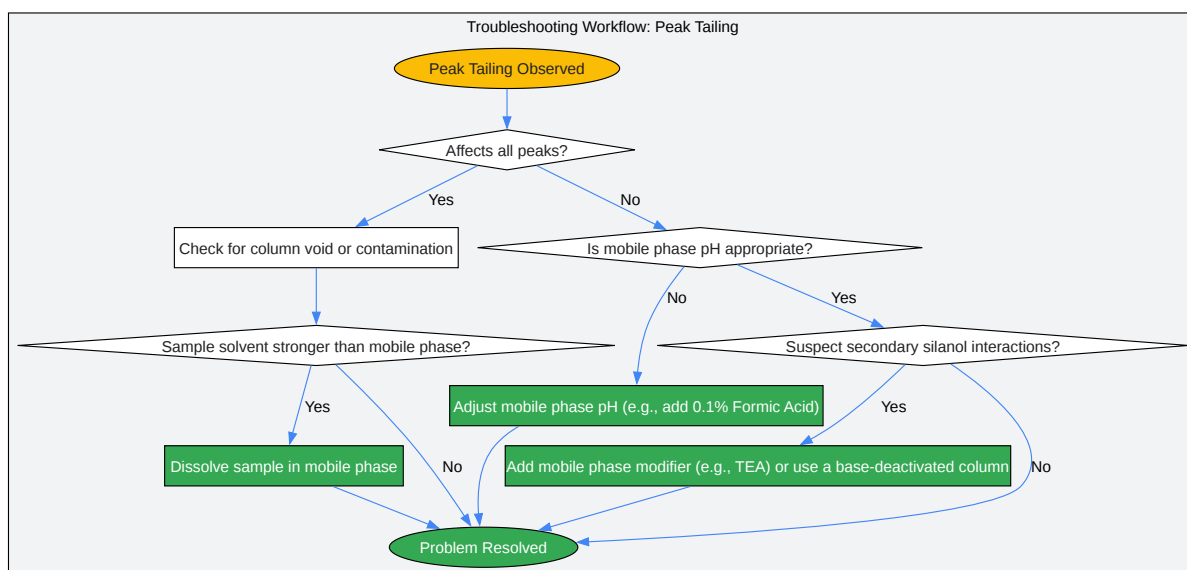 Troubleshooting Workflow: Peak Tailing
Peak Tailing Observed
Affects all peaks?
Yes
No
Check for column void or contamination
Is mobile phase pH appropriate?
No
Yes
Sample solvent stronger than mobile phase?
Suspect secondary silanol interactions?
Yes
Adjust mobile phase pH (e.g., add 0.1% Formic Acid)
Yes
Dissolve sample in mobile phase
No
Add mobile phase modifier (e.g., TEA) or use a base-deactivated column
No
Problem Resolved